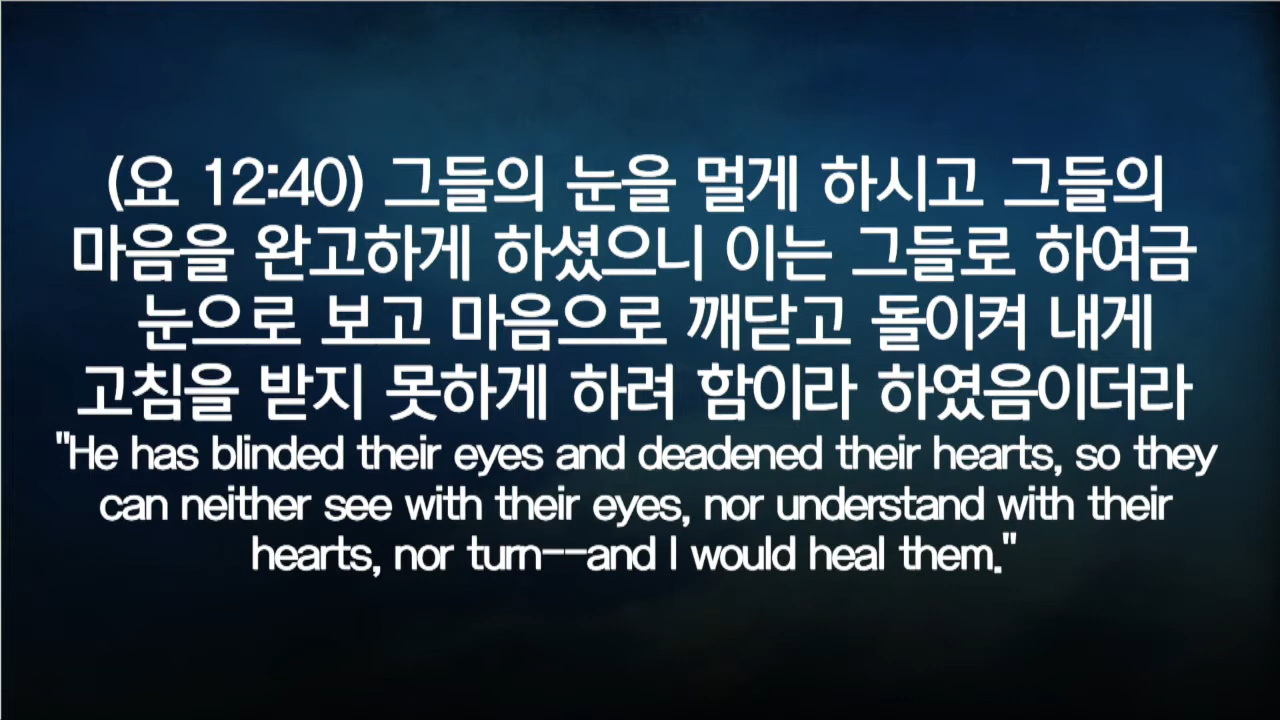 (요 12:40) 그들의 눈을 멀게 하시고 그들의
마음을 완고하게 하셨으니 이는 그들로 하여금
눈으로 보고 마음으로 깨닫고 돌이켜 내게
고침을 받지 못하게 하려 함이라 하였음이더라
"He has blinded their eyes and deadened their hearts, so they
can neither see with their eyes, nor understand with their
hearts, nor turn--and I would heal them."